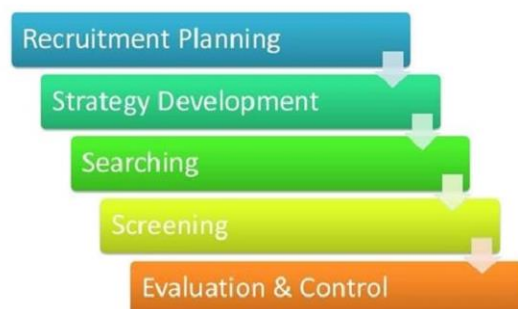 Recruitment Planning
Strategy Development
Searching
Screening
Evaluation & Control